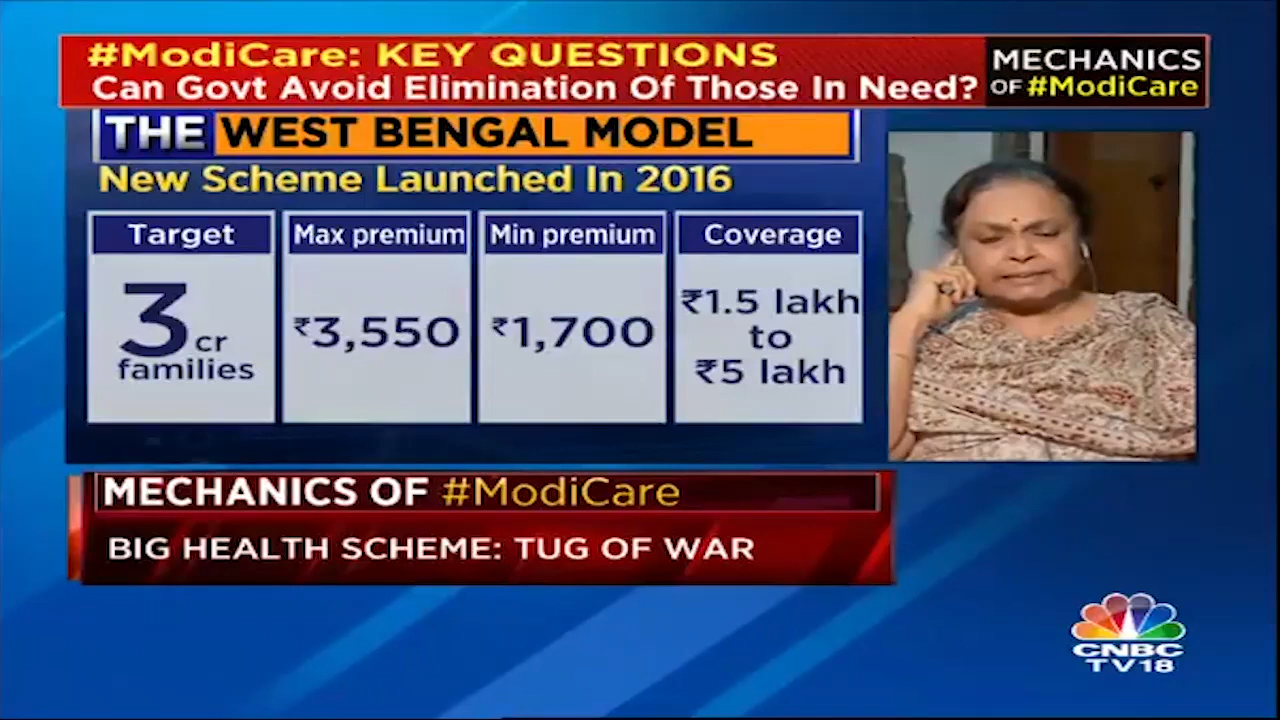 #ModiCare: KEY QUESTIONS
Can Govt Avoid Elimination Of Those In Need?
MECHANICS
OF #ModiCare
THE WEST BENGAL MODEL
New Scheme Launched In 2016
Target
3 cr
families
Max premium
₹3,550
Min premium
₹1,700
Coverage
₹1.5 lakh
to
₹5 lakh
MECHANICS OF #ModiCare
BIG HEALTH SCHEME: TUG OF WAR
CNBC
TV18